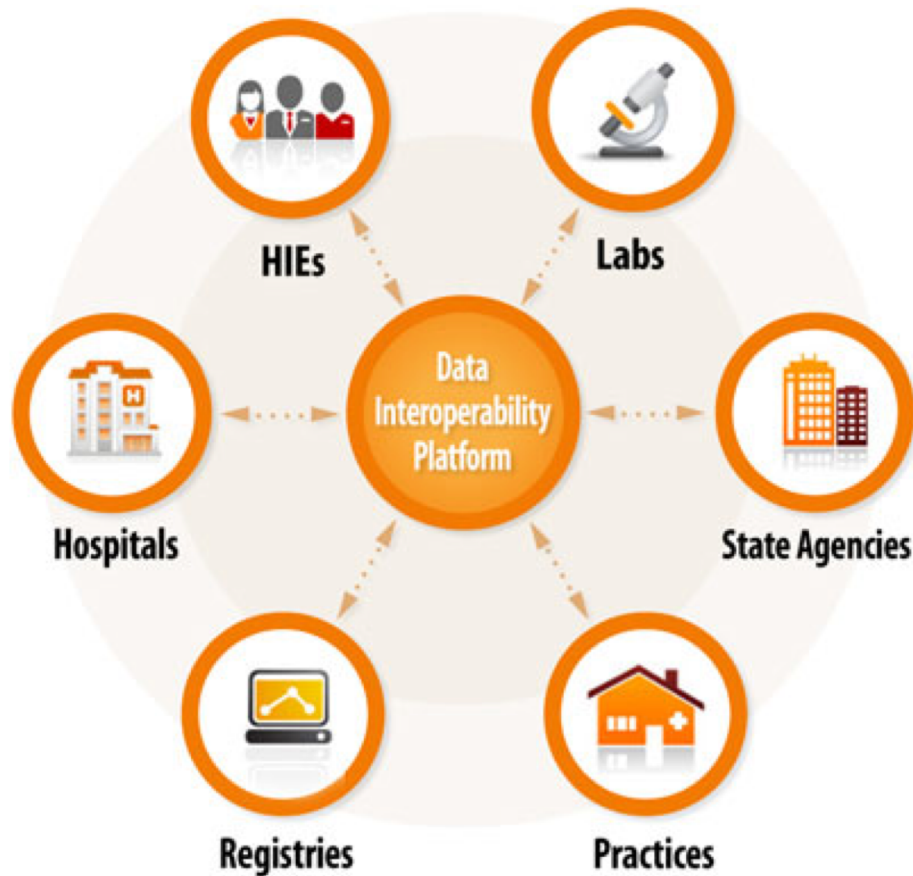 HIEs
Labs
Data
Interoperability
Platform
H
Hospitals
State Agencies
Registries
Practices